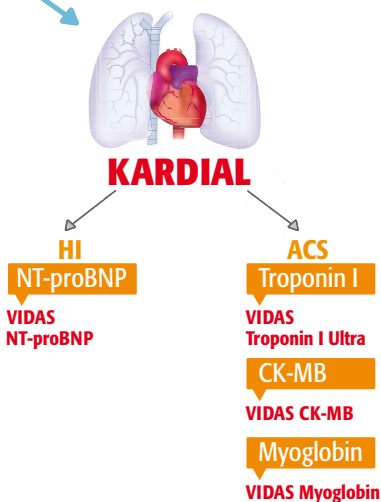 KARDIAL
HI
NT-proBNP
VIDAS
NT-proBNP
ACS
Troponin I
VIDAS
Troponin I Ultra
CK-MB
VIDAS CK-MB
Myoglobin
VIDAS Myoglobin